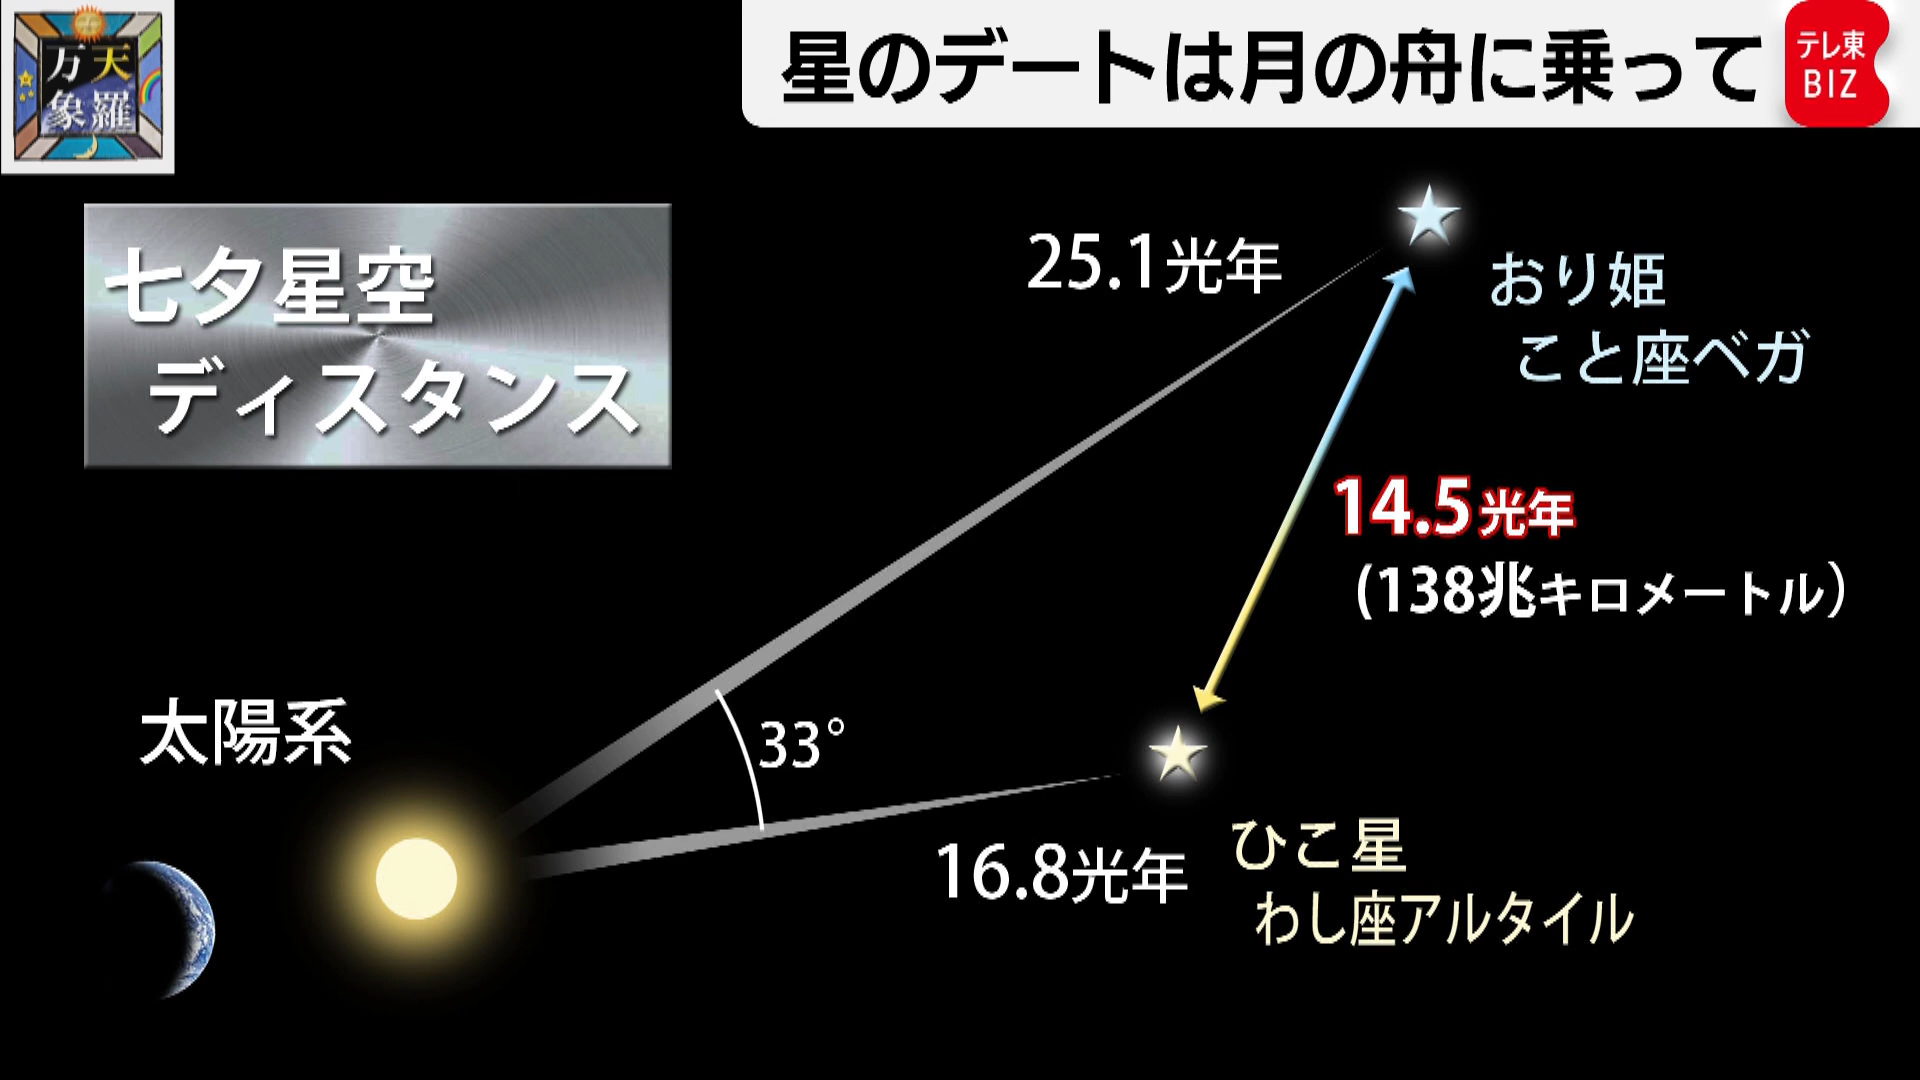 天羅
万象
星のデートは月の舟に乗って
テレ東
BIZ
七夕星空
ディスタンス
25.1光年
おり姫
こと座ベガ
14.5光年
(138兆キロメートル)
太陽系
33°
16.8光年
ひこ星
わし座アルタイル